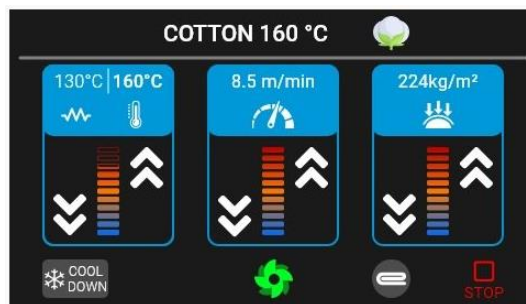 COTTON 160 °C
130°C|160°C
8.5 m/min
224kg/m²
COOL
DOWN
STOP